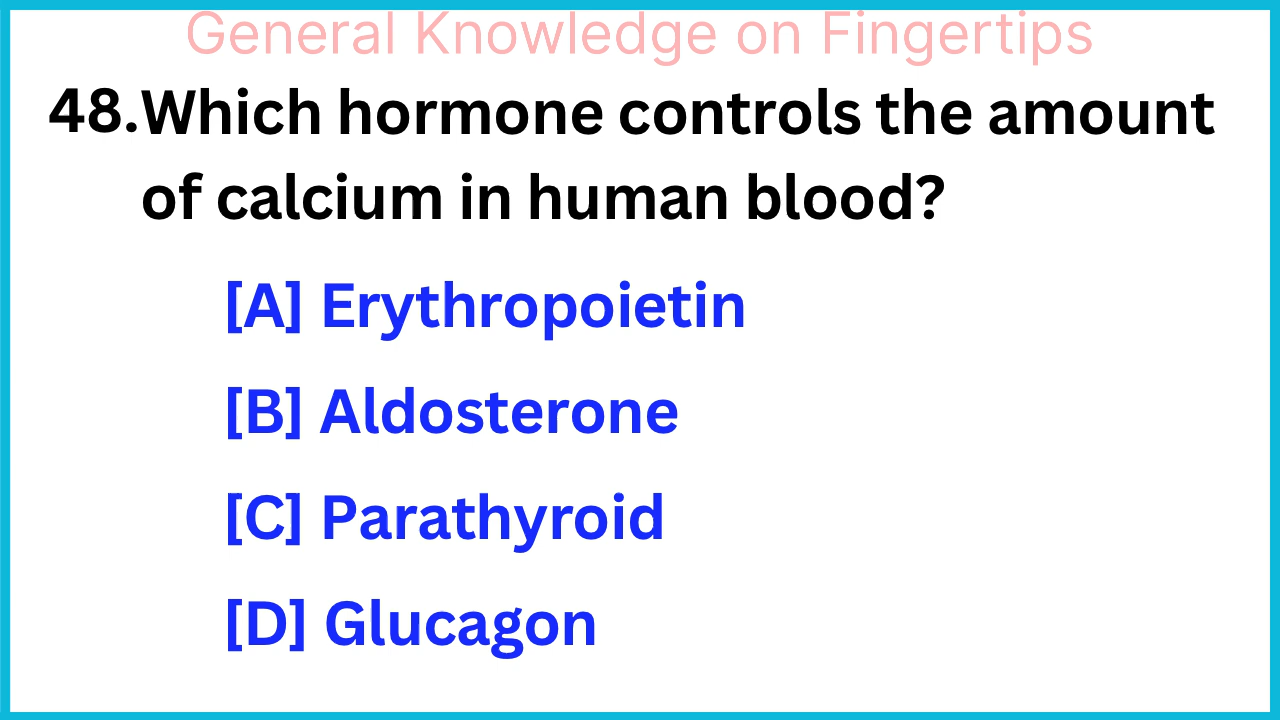 General Knowledge on Fingertips
48.Which hormone controls the amount
of calcium in human blood?
[A] Erythropoietin
[B] Aldosterone
[C] Parathyroid
[D] Glucagon